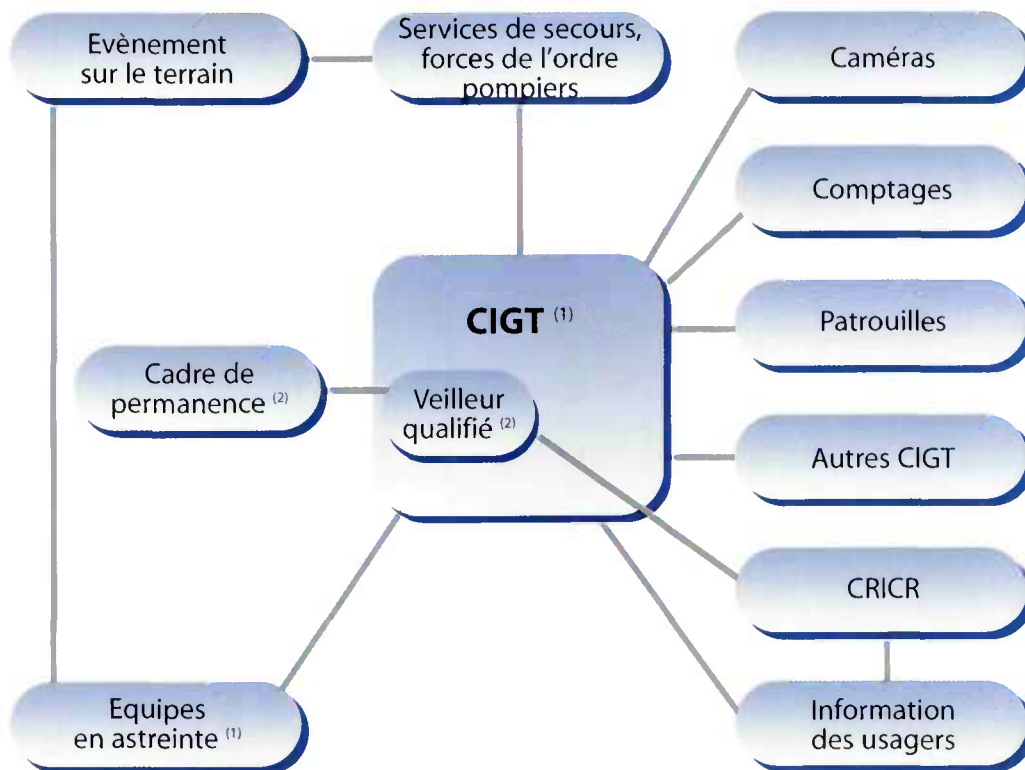 Evènement
sur le terrain
Services de secours,
forces de l'ordre
pompiers
Caméras
Comptages
CIGT (1)
Patrouilles
Cadre de
permanence (2)
Veilleur
qualifié (2)
Autres CIGT
CRICR
Equipes
en astreinte (1)
Information
des usagers